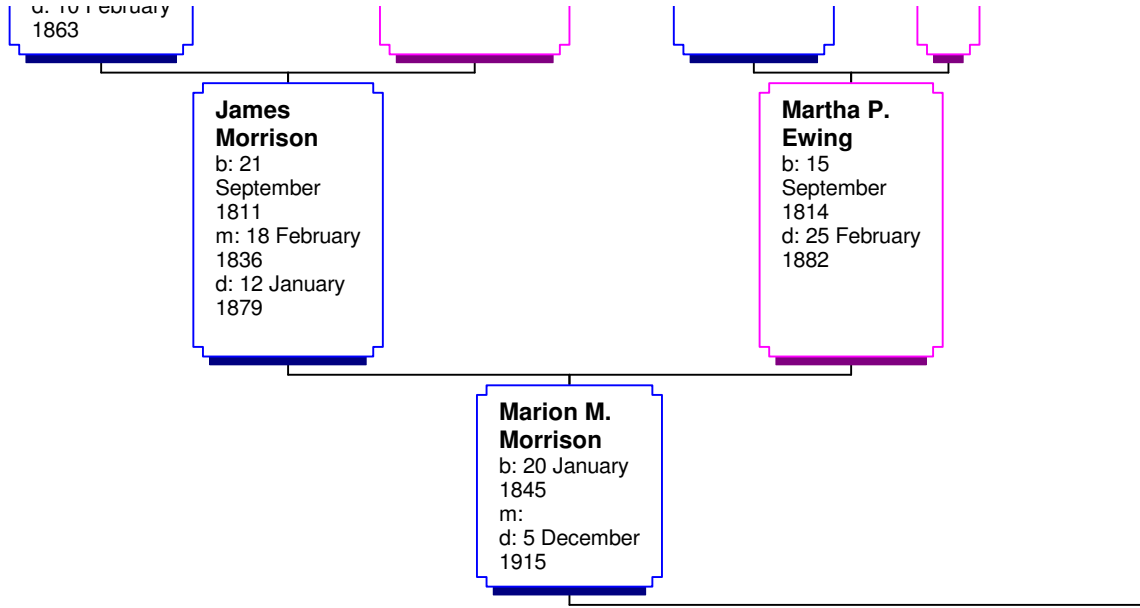 d: 10 February
1863
James
Morrison
b: 21
September
1811
m: 18 February
1836
d: 12 January
1879
Martha P.
Ewing
b: 15
September
1814
d: 25 February
1882
Marion M.
Morrison
b: 20 January
1845
m:
d: 5 December
1915